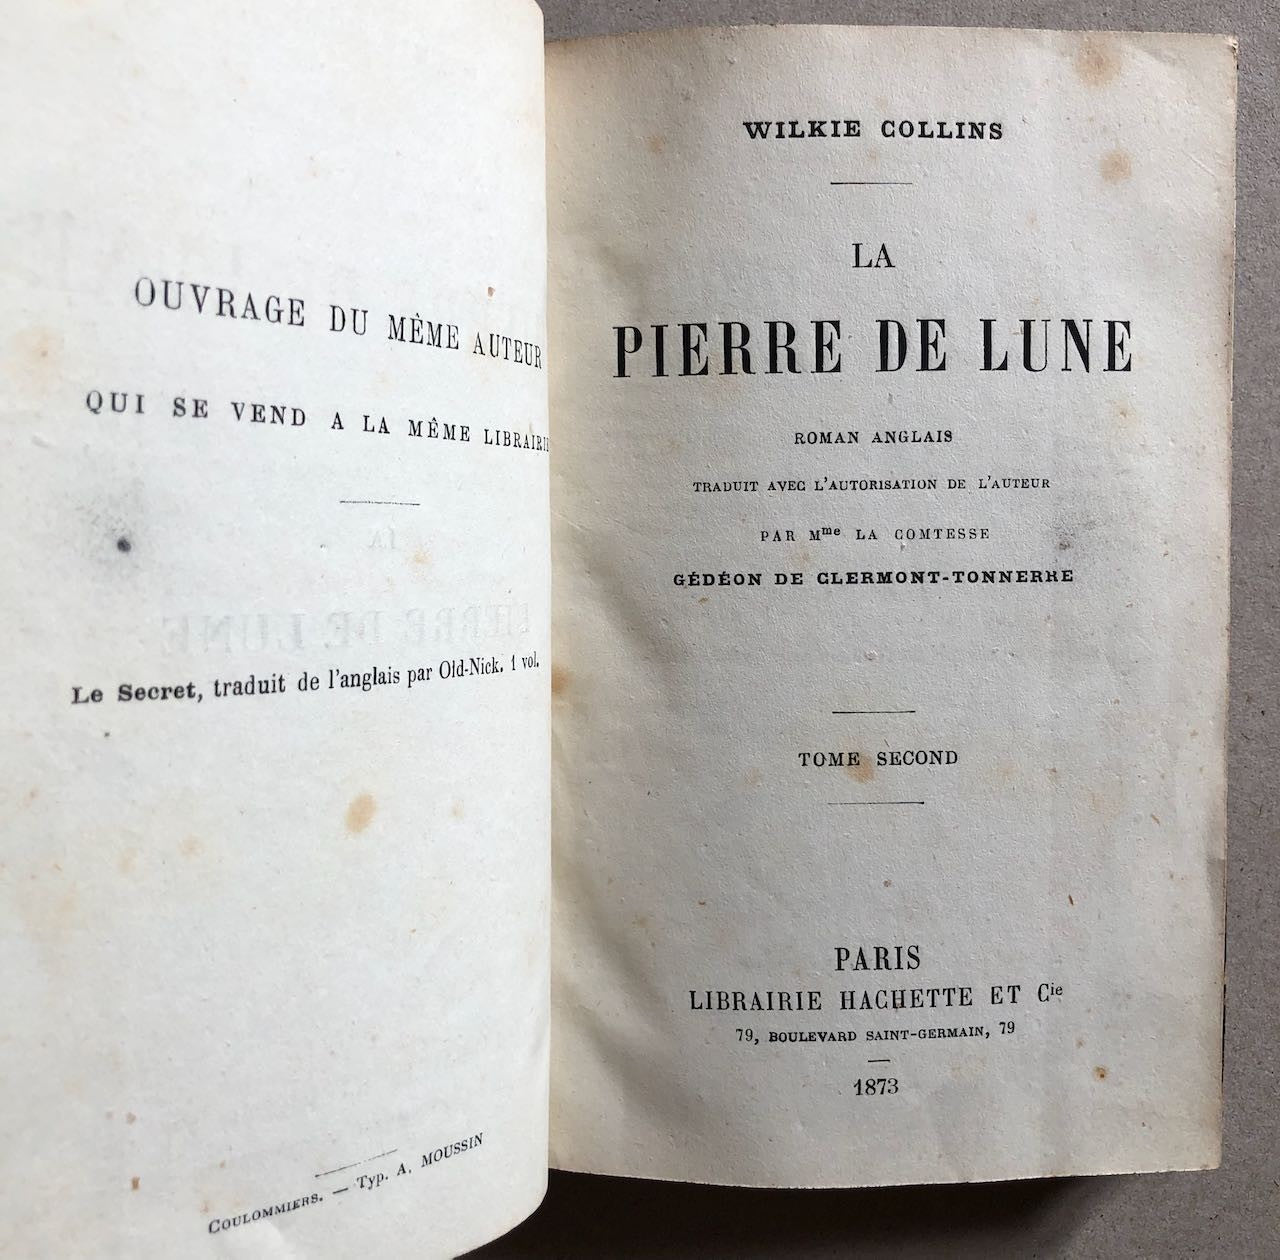 OUVRAGE DU MÊME AUTEUR
QUI SE VEND A LA MÊME LIBRAIRIE
Le Secret, traduit de l'anglais par Old-Nick. 1 vol.
COULOMMIERS. — Typ. A. MOUSSIN
WILKIE COLLINS
LA
PIERRE DE LUNE
ROMAN ANGLAIS
TRADUIT AVEC L'AUTORISATION DE L'AUTEUR
PAR Mme LA COMTESSE
GÉDÉON DE CLERMONT-TONNERRE
TOME SECOND
PARIS
LIBRAIRIE HACHETTE ET Cie
79, BOULEVARD SAINT-GERMAIN, 79
1873